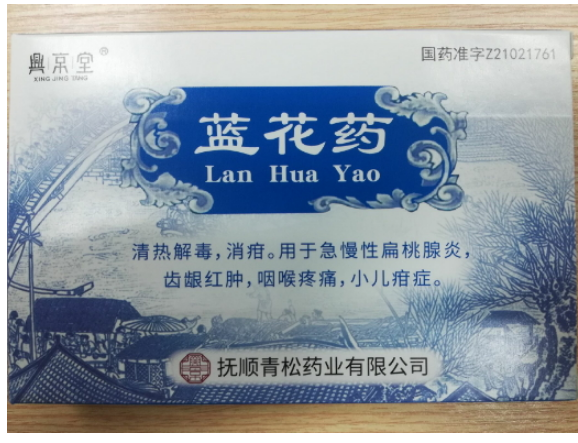 興京堂®
XING JING TANG
国药准字Z21021761
蓝花药
Lan Hua Yao
清热解毒,消疳。用于急慢性扁桃腺炎,
齿龈红肿,咽喉疼痛,小儿疳症。
抚顺青松药业有限公司